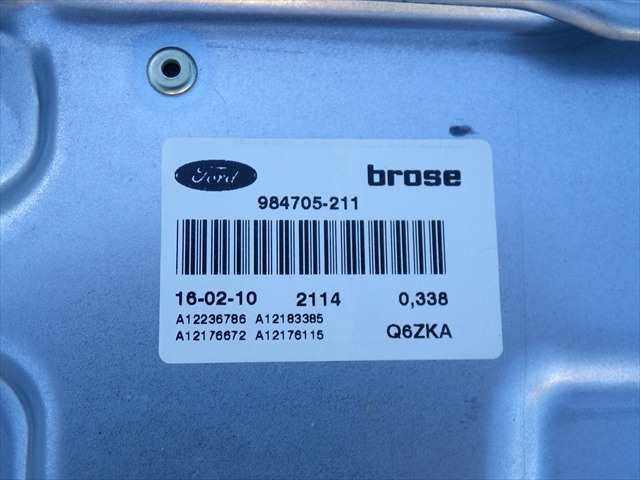 Ford brose
984705-211
16-02-10 2114 0,338
A12236786 A12183385
A12176672 A12176115 Q6ZKA